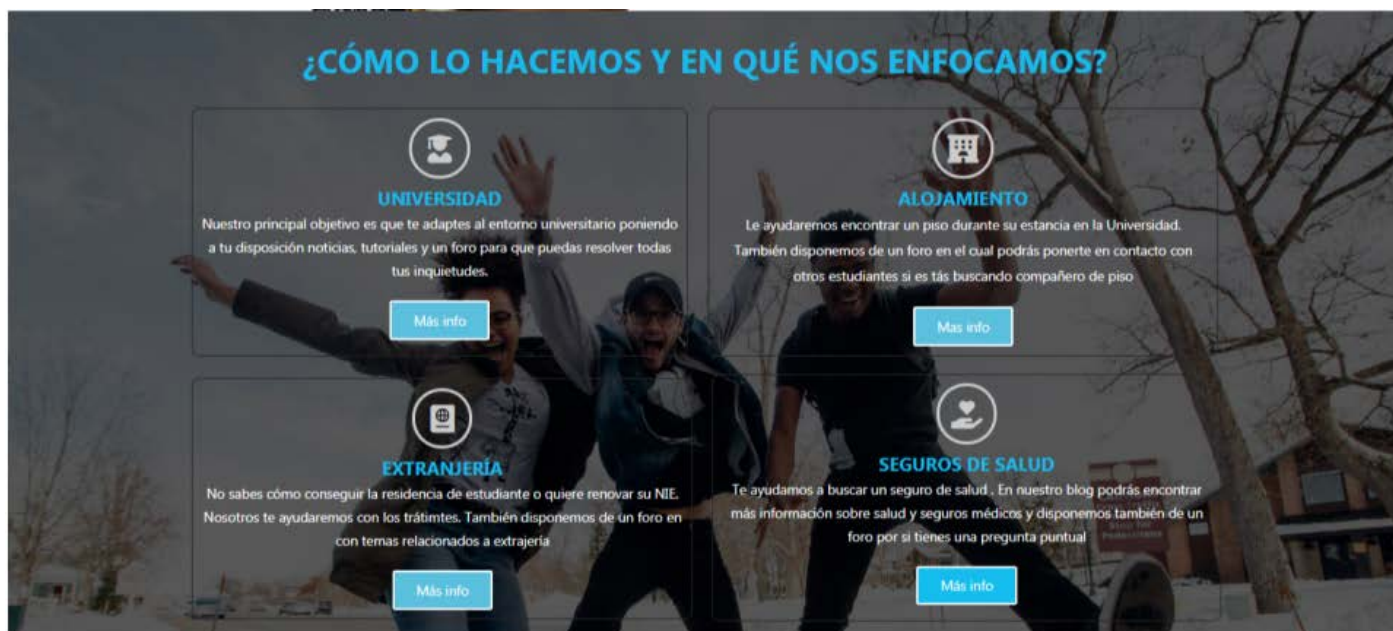 ¿CÓMO LO HACEMOS Y EN QUÉ NOS ENFOCAMOS?
UNIVERSIDAD
Nuestro principal objetivo es que te adaptes al entorno universitario poniendo
a tu disposición noticias, tutoriales y un foro para que puedas resolver todas
tus inquietudes.
Más info
ALOJAMIENTO
Le ayudaremos encontrar un piso durante su estancia en la Universidad.
También disponemos de un foro en el cual podrás ponerte en contacto con
otros estudiantes si es tás buscando compañero de piso
Mas info
EXTRANJERÍA
No sabes cómo conseguir la residencia de estudiante o quiere renovar su NIE.
Nosotros te ayudaremos con los trátimtes. También disponemos de un foro en
con temas relacionados a extrajería
Más info
SEGUROS DE SALUD
Te ayudamos a buscar un seguro de salud . En nuestro blog podrás encontrar
más información sobre salud y seguros médicos y disponemos también de un
foro por si tienes una pregunta puntual
Más info